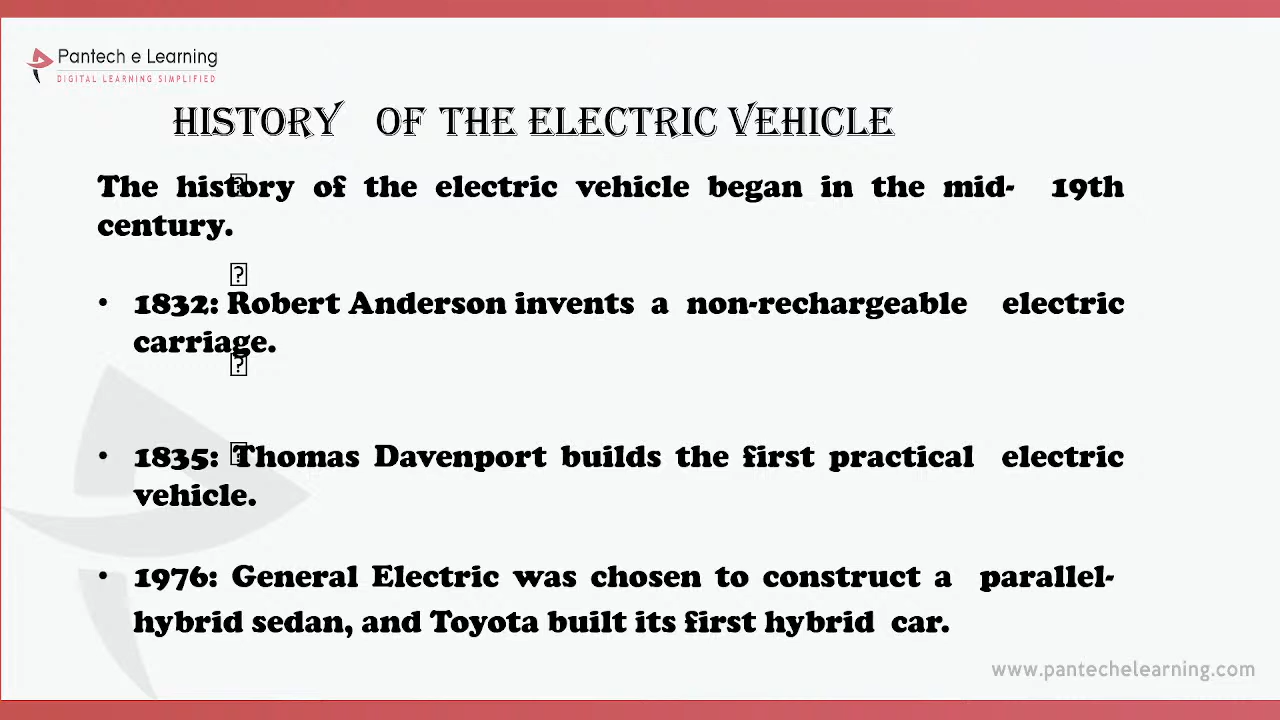 Pantech e Learning
DIGITAL LEARNING SIMPLIFIED
HISTORY OF THE ELECTRIC VEHICLE
The history of the electric vehicle began in the mid- 19th
century.
• 1832: Robert Anderson invents a non-rechargeable electric
carriage.
• 1835: Thomas Davenport builds the first practical electric
vehicle.
• 1976: General Electric was chosen to construct a parallel-
hybrid sedan, and Toyota built its first hybrid car.
www.pantechelearning.com